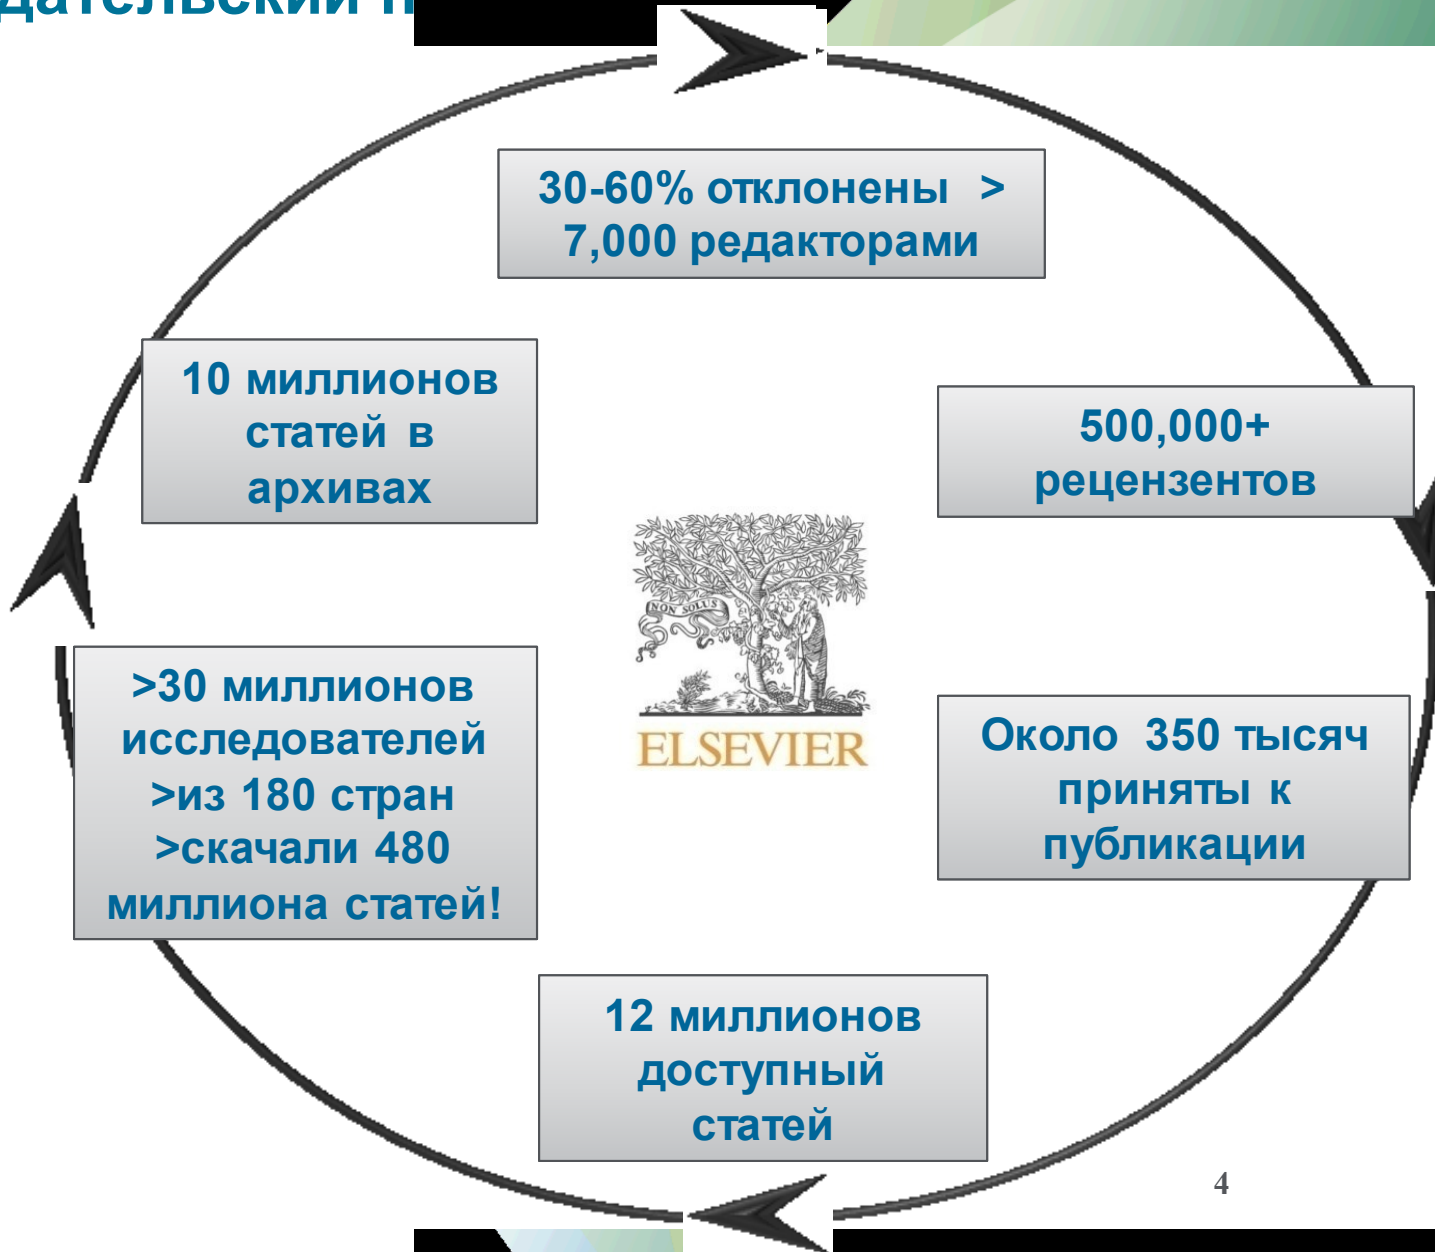 30-60% отклонены >
7,000 редакторами
10 миллионов
статей в
архивах
500,000+
рецензентов
NON SOLUS
ELSEVIER
>30 миллионов
исследователей
>из 180 стран
>скачали 480
миллиона статей!
Около 350 тысяч
приняты к
публикации
12 миллионов
доступный
статей
4